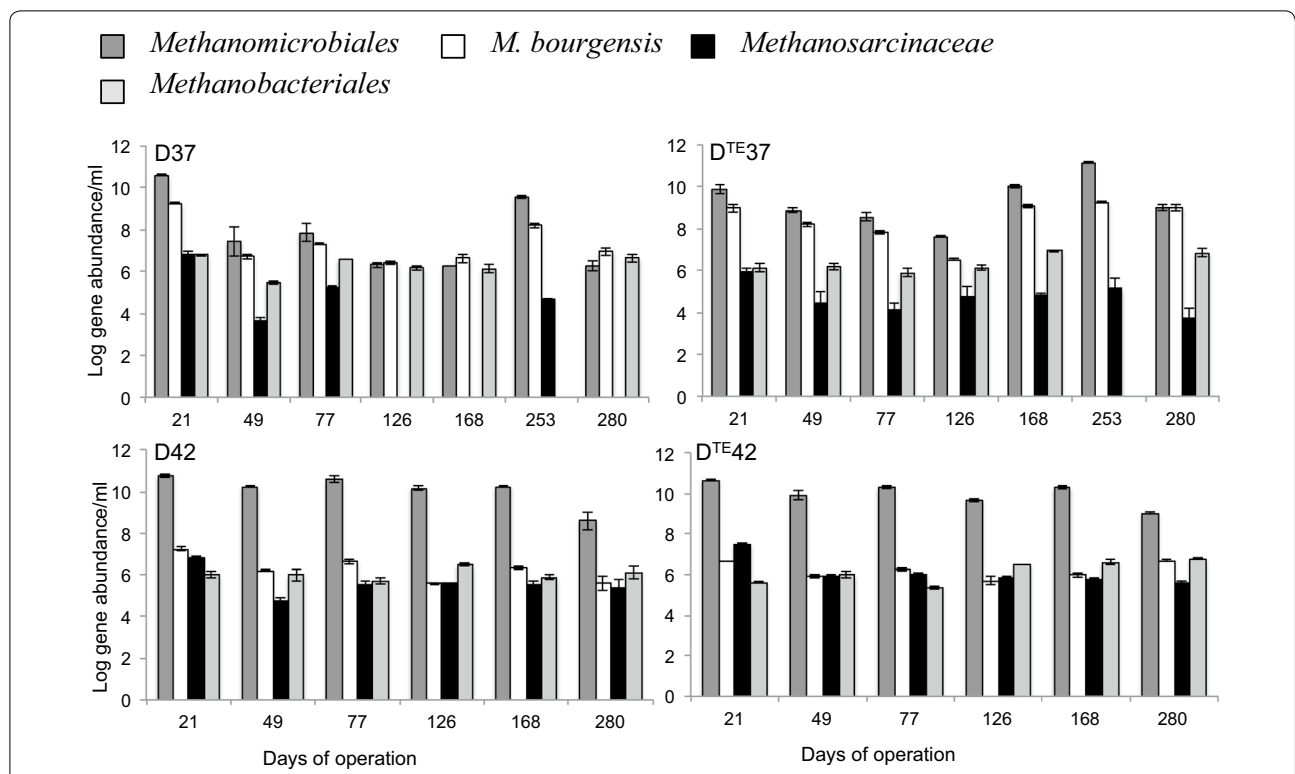 Methanomicrobiales M. bourgensis Methanosarcinaceae
Methanobacteriales
D37
Log gene abundance/ml
12
10
8
6
4
2
0
21 49 77 126 168 253 280
DTE37
12
10
8
6
4
2
0
21 49 77 126 168 253 280
D42
Log gene abundance/ml
12
10
8
6
4
2
0
21 49 77 126 168 280
Days of operation
DTE42
12
10
8
6
4
2
0
21 49 77 126 168 280
Days of operation